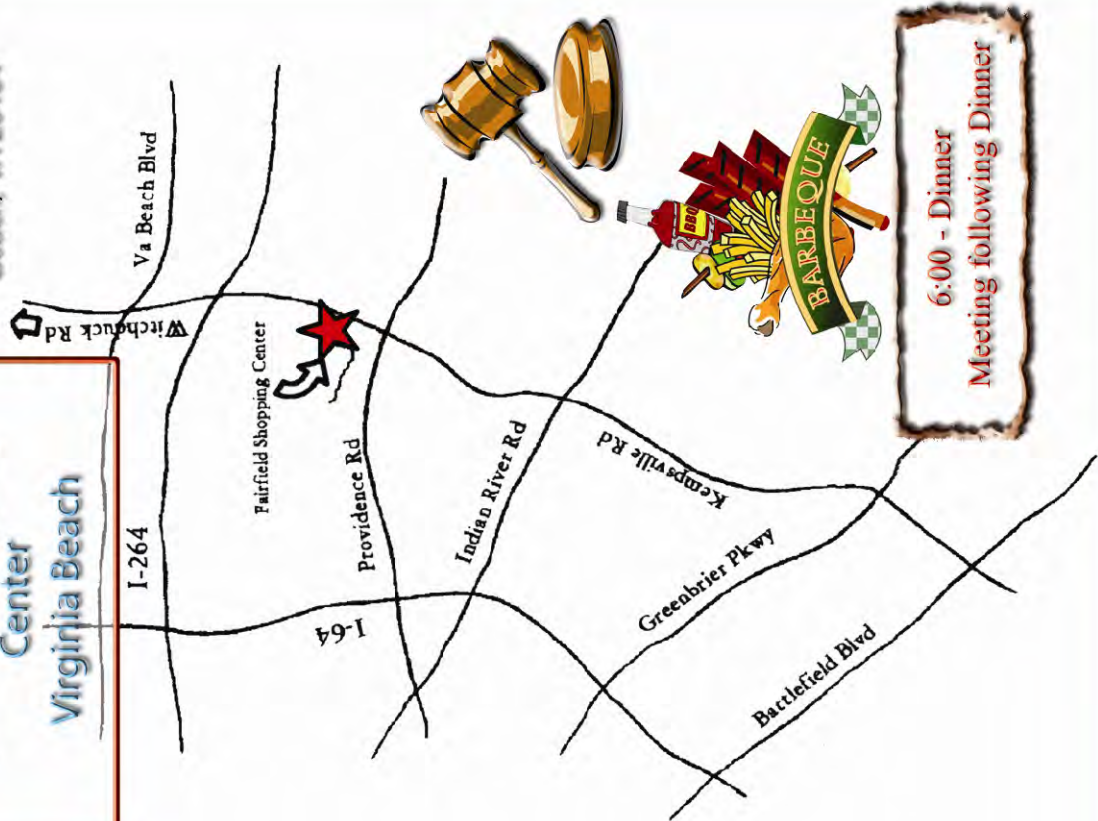 Center
Virginia Beach
Va Beach Blvd
Witchduck Rd
I-264
Fairfield Shopping Center
Providence Rd
I-64
Indian River Rd
Kempsville Rd
Greenbrier Pkwy
Battlefield Blvd
BBQ
BARBEQUE
6:00 - Dinner
Meeting following Dinner